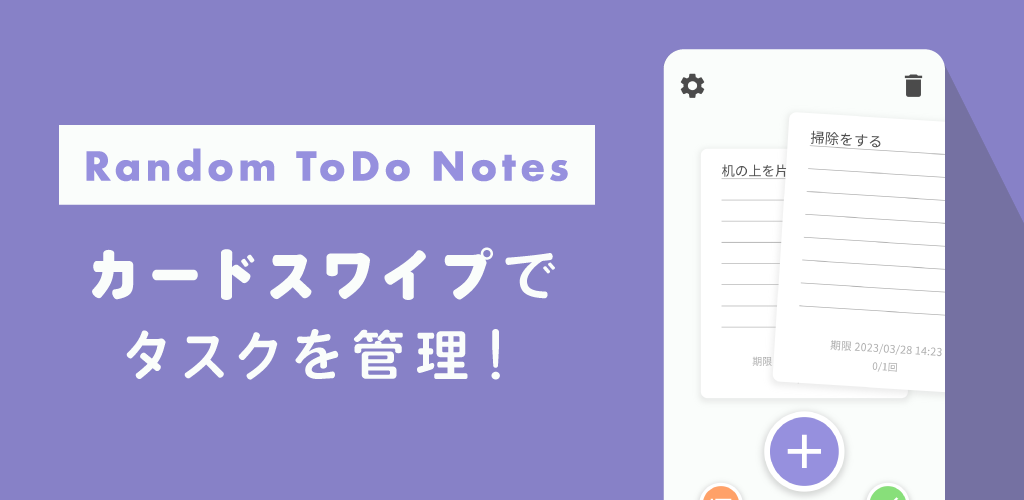 Random ToDo Notes
カードスワイプで
タスクを管理！
掃除をする
机の上を片
期限 2023/03/28 14:23
0/1回
期限